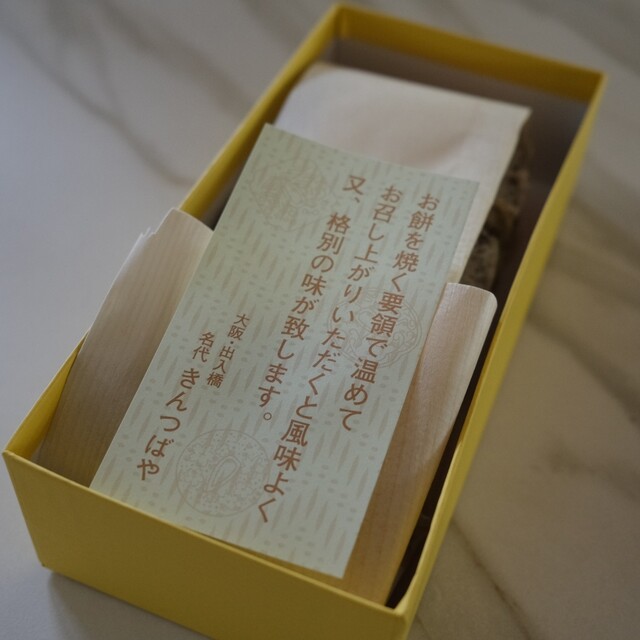 お餅を焼く要領で温めて
お召し上がりいただくと風味よく
又、格別の味が致します。
大阪・出入橋
名代 きんつばや